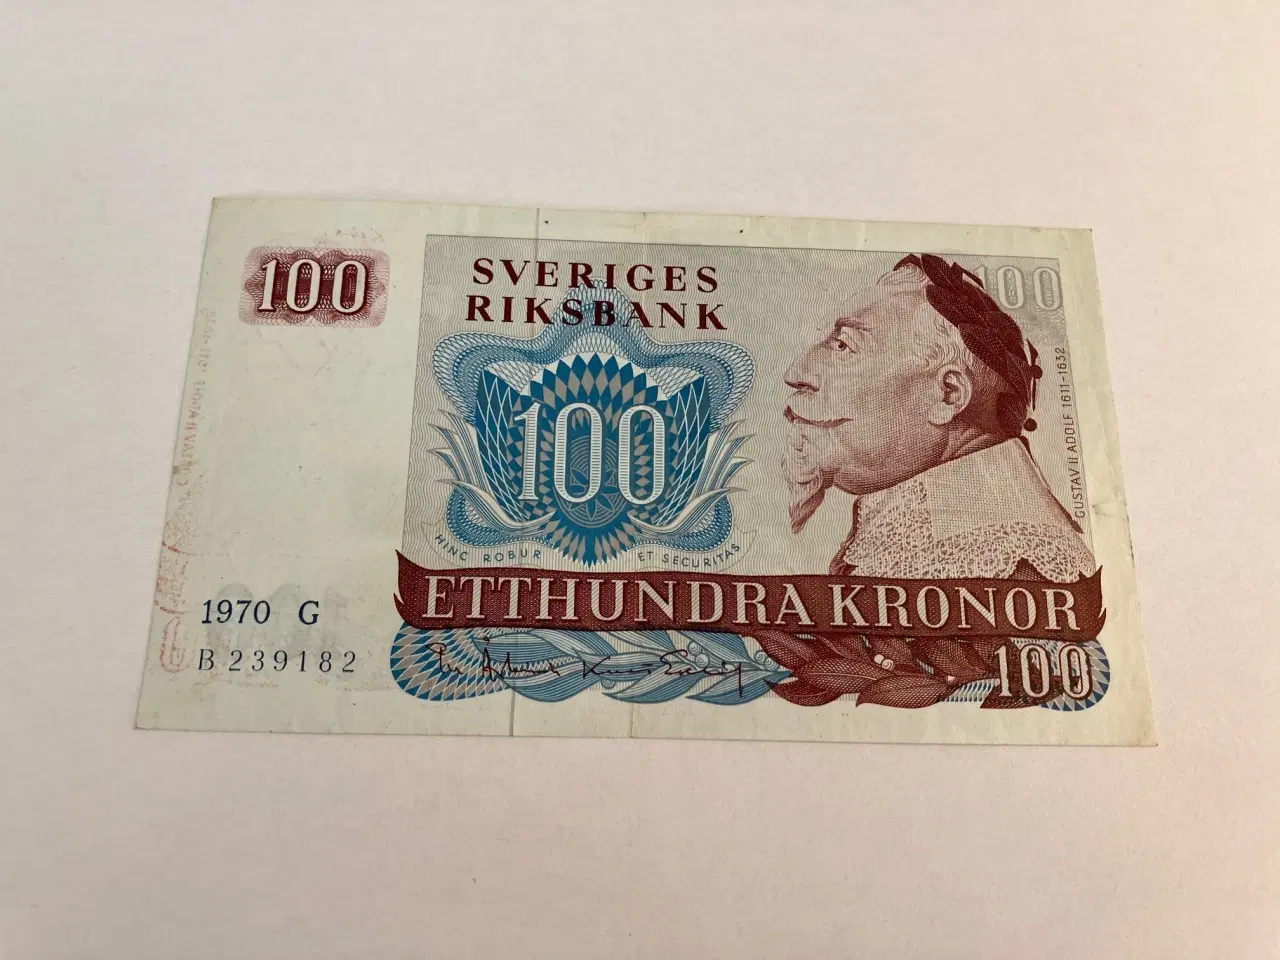 100
SVERIGES
RIKSBANK
100
100
GUSTAV II ADOLF 1611-1632
HINC ROBUR ET SECURITAS
ETTHUNDRA KRONOR
1970 G
B 239182
100